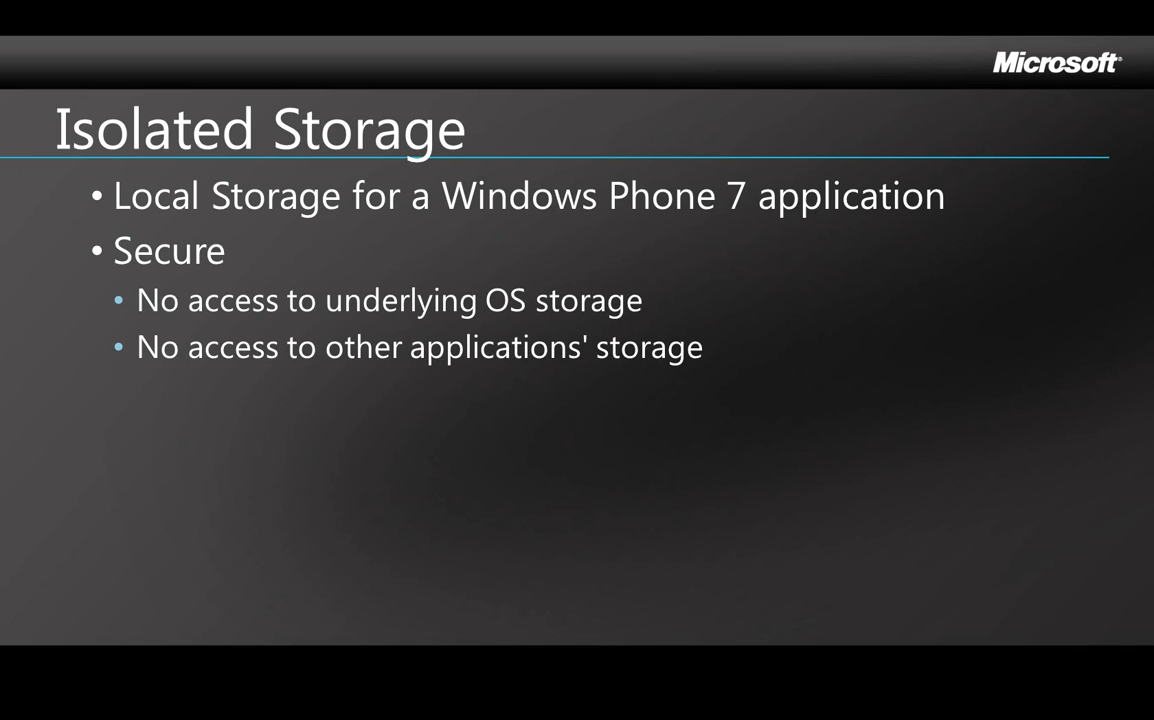 Microsoft®
Isolated Storage
• Local Storage for a Windows Phone 7 application
• Secure
• No access to underlying OS storage
• No access to other applications' storage